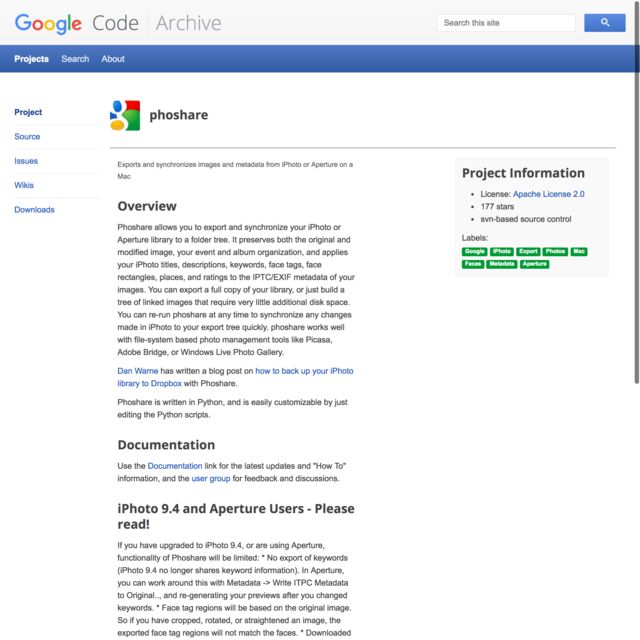 Google Code Archive
Search this site
Projects Search About
Project
Source
Issues
Wikis
Downloads
phoshare
Exports and synchronizes images and metadata from iPhoto or Aperture on a
Mac
Overview
Phoshare allows you to export and synchronize your iPhoto or
Aperture library to a folder tree. It preserves both the original and
modified image, your event and album organization, and applies
your iPhoto titles, descriptions, keywords, face tags, face
rectangles, places, and ratings to the IPTC/EXIF metadata of your
images. You can export a full copy of your library, or just build a
tree of linked images that require very little additional disk space.
You can re-run phoshare at any time to synchronize any changes
made in iPhoto to your export tree quickly. phoshare works well
with file-system based photo management tools like Picasa,
Adobe Bridge, or Windows Live Photo Gallery.
Dan Warne has written a blog post on how to back up your iPhoto
library to Dropbox with Phoshare.
Phoshare is written in Python, and is easily customizable by just
editing the Python scripts.
Documentation
Use the Documentation link for the latest updates and "How To"
information, and the user group for feedback and discussions.
iPhoto 9.4 and Aperture Users - Please
read!
If you have upgraded to iPhoto 9.4, or are using Aperture,
functionality of Phoshare will be limited: * No export of keywords
(iPhoto 9.4 no longer shares keyword information). In Aperture,
you can work around this with Metadata -> Write ITPC Metadata
to Original.., and re-generating your previews after you changed
keywords. * Face tag regions will be based on the original image.
So if you have cropped, rotated, or straightened an image, the
exported face tag regions will not match the faces. * Downloaded
Project Information
License: Apache License 2.0
177 stars
svn-based source control
Labels:
Google iPhoto Export Photos Mac
Faces Metadata Aperture